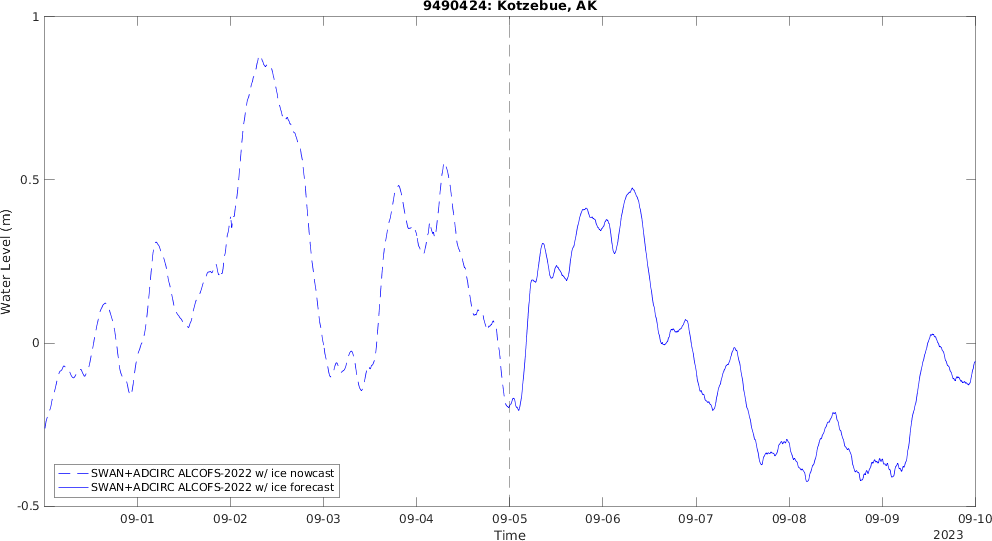 9490424: Kotzebue, AK
1
0.5
0
-0.5
Water Level (m)
SWAN+ADCIRC ALCOFS-2022 w/ ice nowcast
SWAN+ADCIRC ALCOFS-2022 w/ ice forecast
09-01 09-02 09-03 09-04 09-05 09-06 09-07 09-08 09-09 09-10
Time
2023